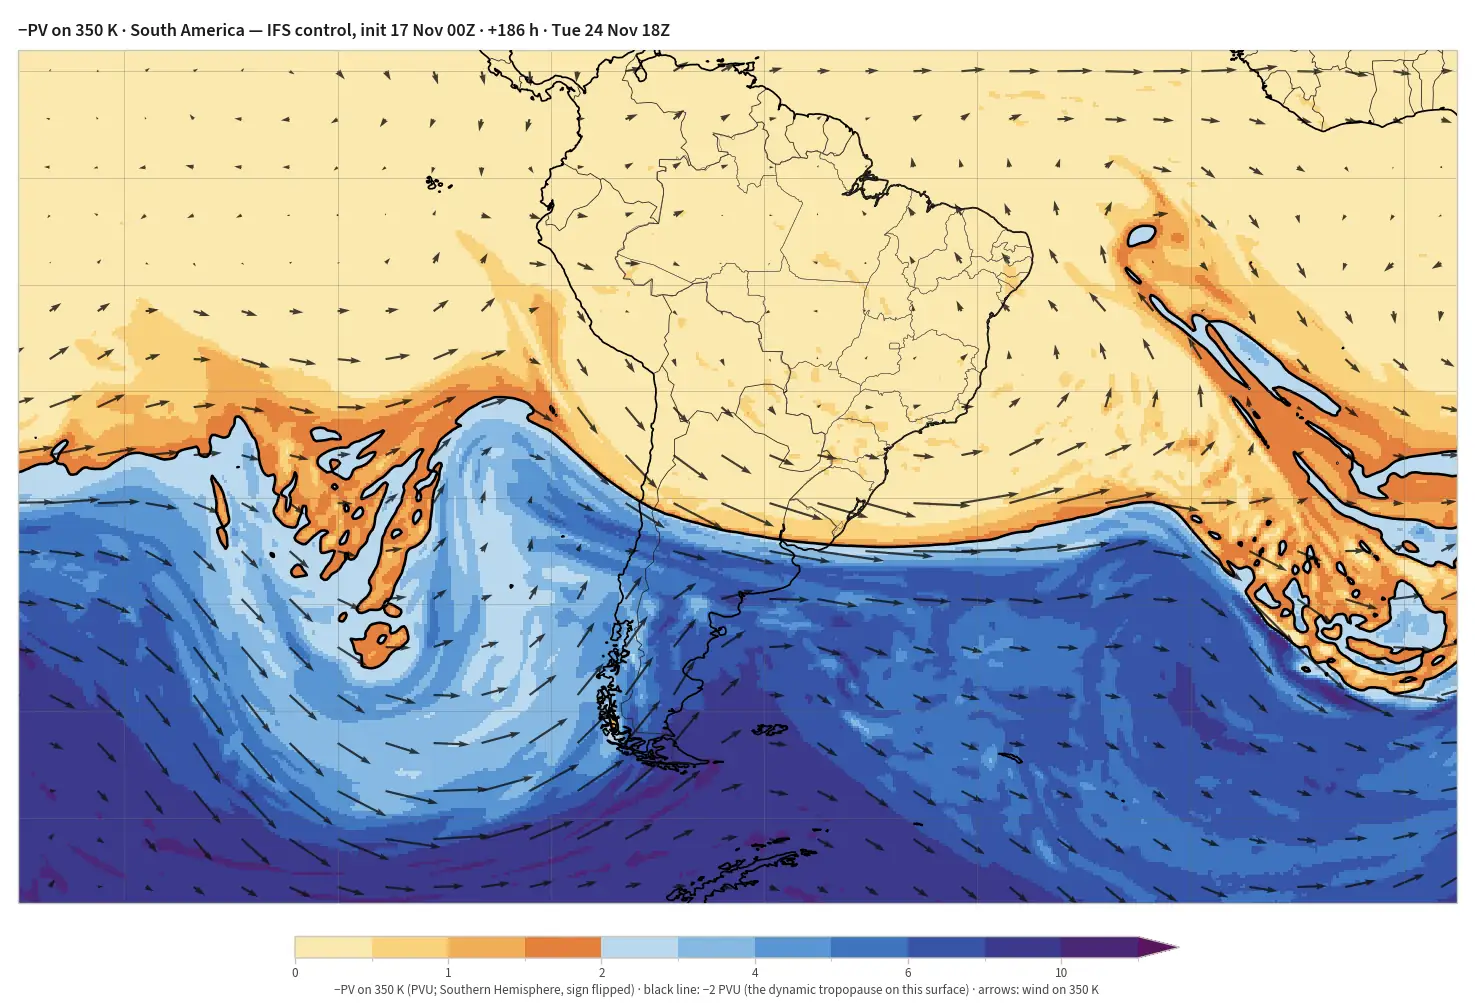 −PV on 350 K · South America — IFS control, init 17 Nov 00Z · +186 h · Tue 24 Nov 18Z
0 1 2 4 6 10
−PV on 350 K (PVU; Southern Hemisphere, sign flipped) · black line: −2 PVU (the dynamic tropopause on this surface) · arrows: wind on 350 K